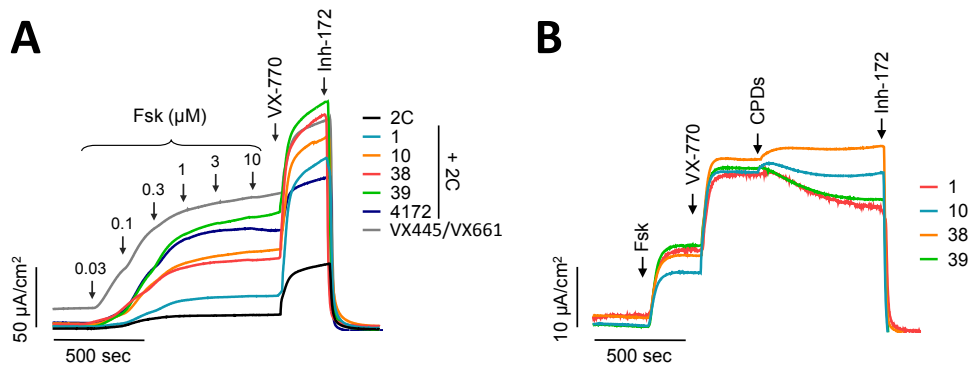 A
Fsk (μM)
0.03
0.1
0.3
1
3
10
VX-770
Inh-172
2C
1
10
38
39
4172
VX445/VX661
+ 2C
50 μA/cm²
500 sec
B
Fsk
VX-770
CPDs
Inh-172
1
10
38
39
10 μA/cm²
500 sec